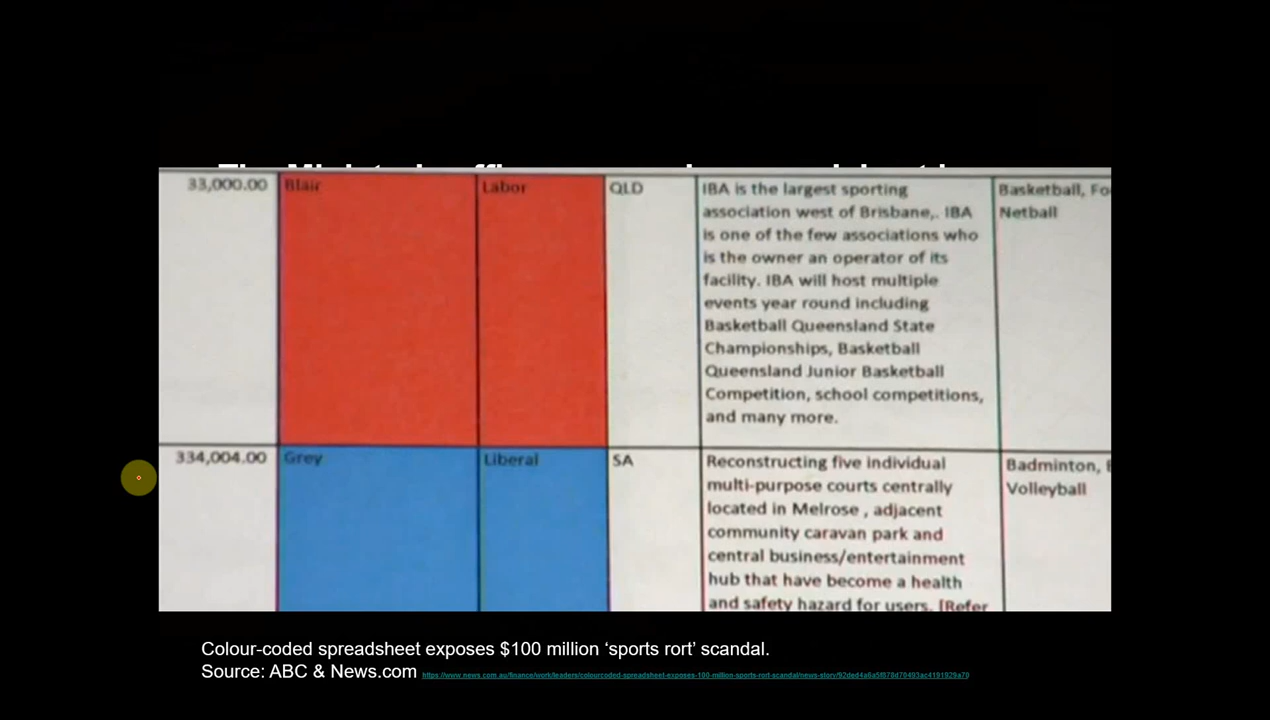 33,000.00 Blair Labor QLD IBA is the largest sporting Basketball, Fo
association west of Brisbane,. IBA Netball
is one of the few associations who
is the owner an operator of its
facility. IBA will host multiple
events year round including
Basketball Queensland State
Championships, Basketball
Queensland Junior Basketball
Competition, school competitions,
and many more.
334,004.00 Grey Liberal SA Reconstructing five individual Badminton,
multi-purpose courts centrally Volleyball
located in Melrose , adjacent
community caravan park and
central business/entertainment
hub that have become a health
and safety hazard for users. [Refer
Colour-coded spreadsheet exposes $100 million ‘sports rort’ scandal.
Source: ABC & News.com